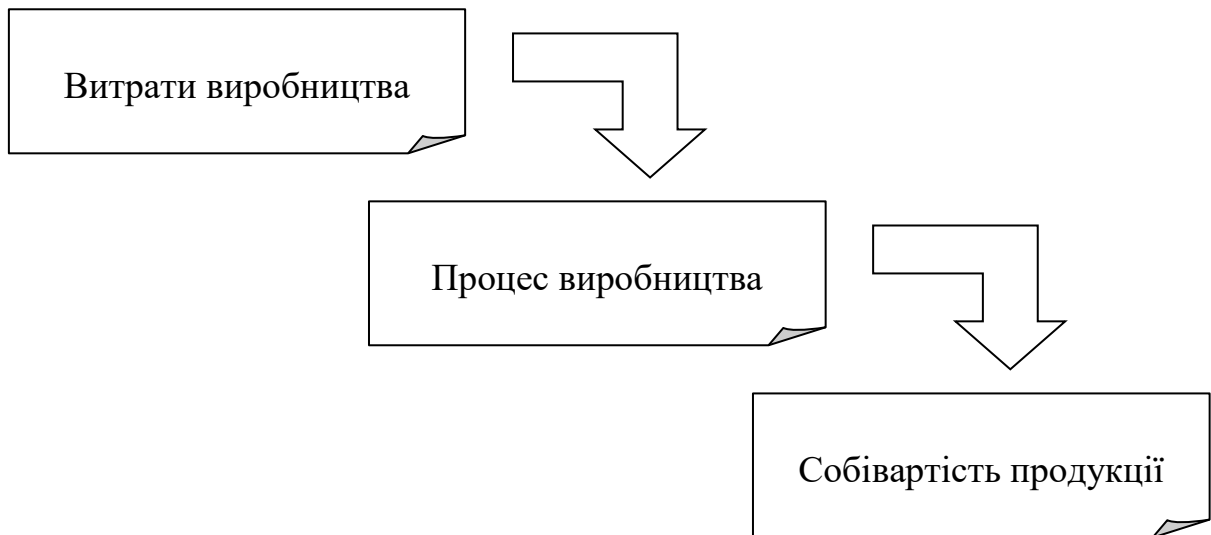 Витрати виробництва
Процес виробництва
Собівартість продукції